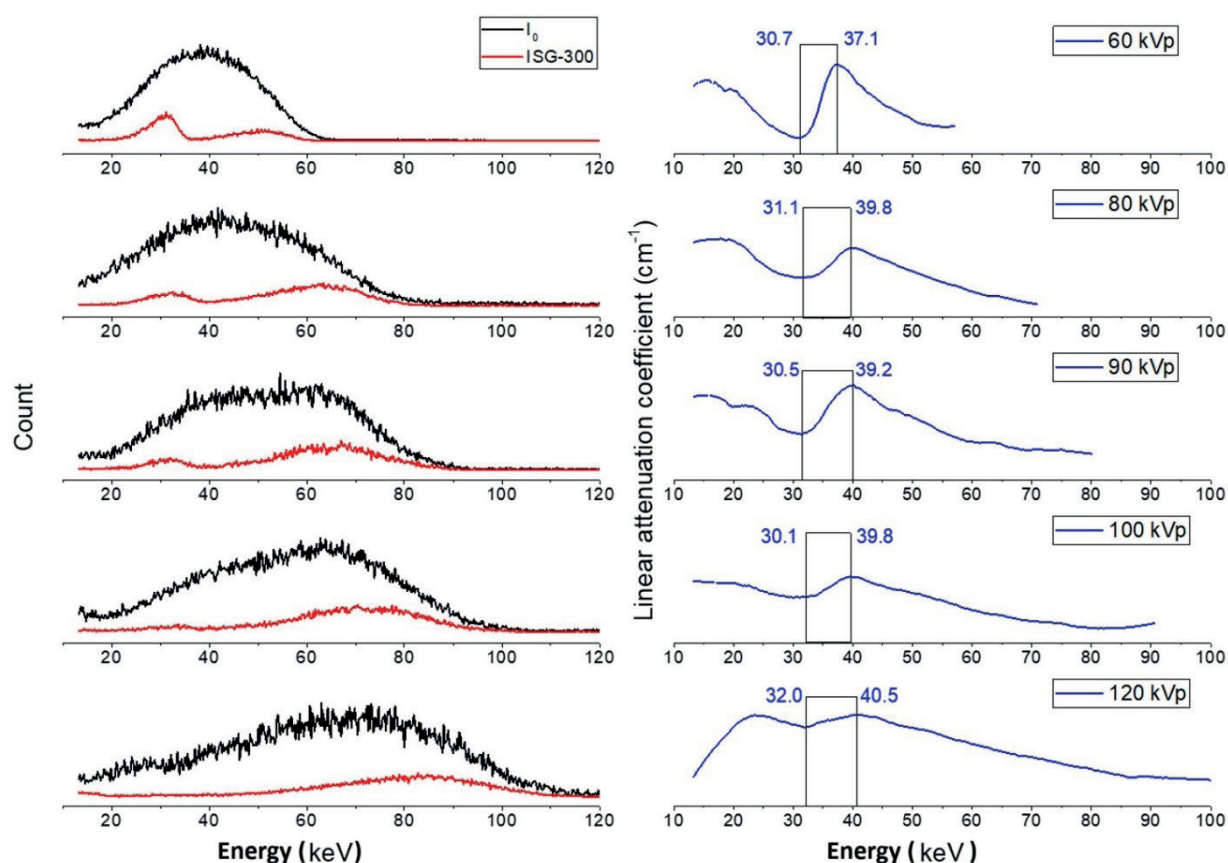 I₀
ISG-300
20 40 60 80 100 120
20 40 60 80 100 120
20 40 60 80 100 120
20 40 60 80 100 120
20 40 60 80 100 120
Count
Energy (keV)
30.7 37.1
60 kVp
10 20 30 40 50 60 70 80 90 100
31.1 39.8
80 kVp
10 20 30 40 50 60 70 80 90 100
30.5 39.2
90 kVp
10 20 30 40 50 60 70 80 90 100
30.1 39.8
100 kVp
10 20 30 40 50 60 70 80 90 100
32.0 40.5
120 kVp
10 20 30 40 50 60 70 80 90 100
Linear attenuation coefficient (cm⁻¹)
Energy (keV)